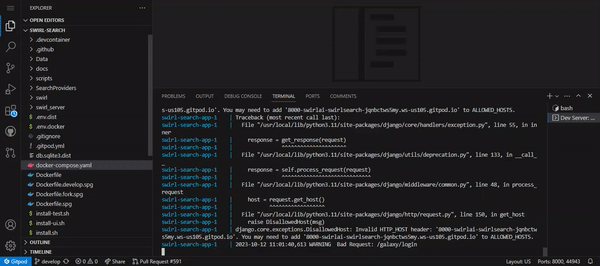 EXPLORER
OPEN EDITORS
SWIRL-SEARCH
.devcontainer
.github
Data
docs
scripts
SearchProviders
swirl
swirl_server
.env.dist
.env.docker
.gitignore
.gitpod.yml
db.sqlite3.dist
docker-compose.yaml
Dockerfile
Dockerfile.develop.spg
Dockerfile.fork.spg
Dockerfile.spg
install-test.sh
install-ui.sh
install.sh
OUTLINE
TIMELINE
PROBLEMS OUTPUT DEBUG CONSOLE TERMINAL PORTS COMMENTS
s-us105.gitpod.io'. You may need to add '8000-swirlai-swirlsearch-jqnbctws5my.ws-us105.gitpod.io' to ALLOWED_HOSTS.
swirl-search-app-1 | Traceback (most recent call last):
swirl-search-app-1 | File "/usr/local/lib/python3.11/site-packages/django/core/handlers/exception.py", line 55, in in
ner
swirl-search-app-1 | response = get_response(request)
swirl-search-app-1 | ^^^^^^^^^^^^^^^^^^^^^
swirl-search-app-1 | File "/usr/local/lib/python3.11/site-packages/django/utils/deprecation.py", line 133, in __call_
_
swirl-search-app-1 | response = self.process_request(request)
swirl-search-app-1 | ^^^^^^^^^^^^^^^^^^^^^^^^^^^^^
swirl-search-app-1 | File "/usr/local/lib/python3.11/site-packages/django/middleware/common.py", line 48, in process_
request
swirl-search-app-1 | host = request.get_host()
swirl-search-app-1 | ^^^^^^^^^^^^^^^^^^
swirl-search-app-1 | File "/usr/local/lib/python3.11/site-packages/django/http/request.py", line 150, in get_host
swirl-search-app-1 | raise DisallowedHost(msg)
swirl-search-app-1 | django.core.exceptions.DisallowedHost: Invalid HTTP_HOST header: '8000-swirlai-swirlsearch-jqnbctw
s5my.ws-us105.gitpod.io'. You may need to add '8000-swirlai-swirlsearch-jqnbctws5my.ws-us105.gitpod.io' to ALLOWED_HOSTS.
swirl-search-app-1 | 2023-10-12 11:01:40,613 WARNING Bad Request: /galaxy/login
bash
Dev Server: ...
Gitpod develop 0 0 0 Pull Request #591 Layout: US Ports: 8000, 44943